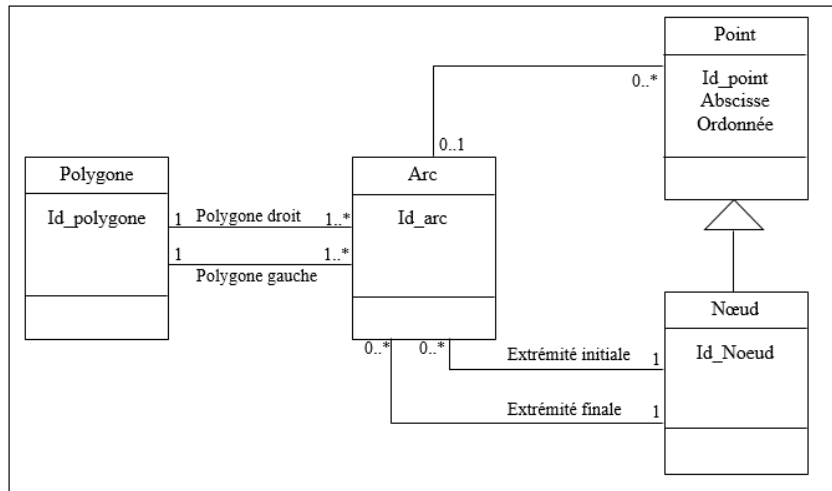 Point
Id_point
Abscisse
Ordonnée
0..*
0..1
Polygone
Id_polygone
Arc
Id_arc
1
Polygone droit
1..*
1
1..*
Polygone gauche
Nœud
Id_Noeud
0..*
0..*
Extrémité initiale
1
Extrémité finale
1